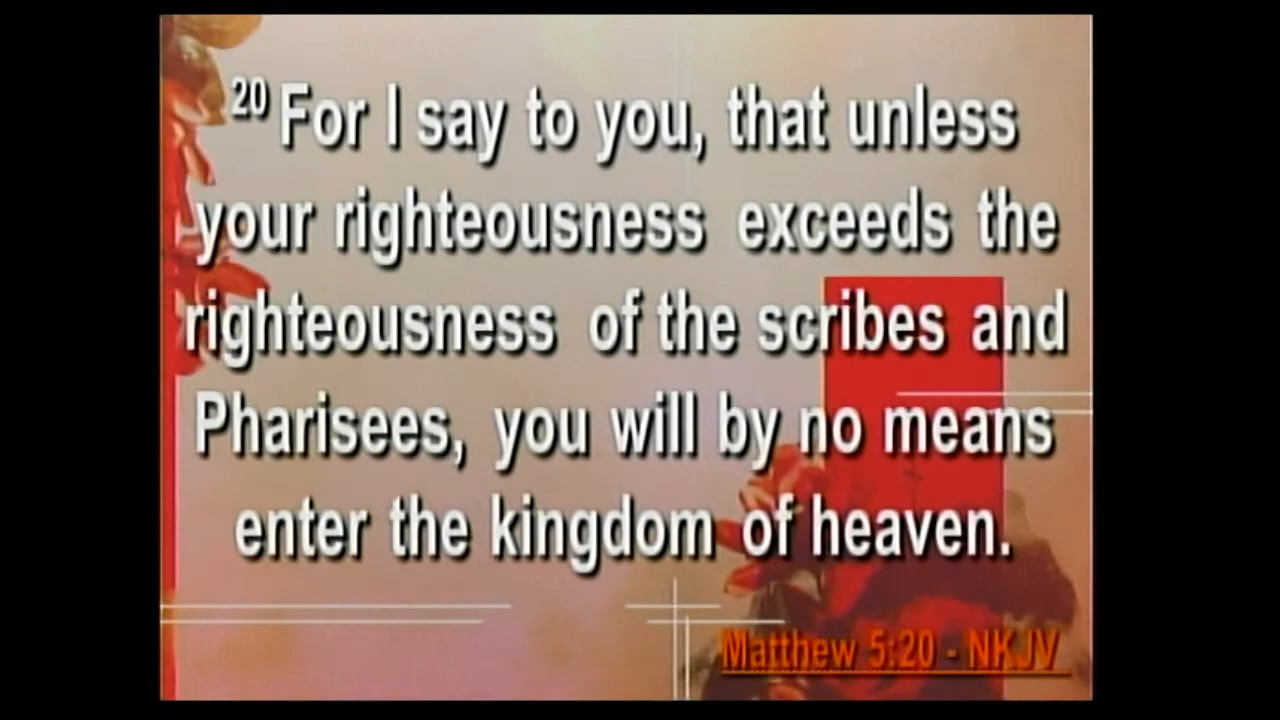 20 For I say to you, that unless
your righteousness exceeds the
righteousness of the scribes and
Pharisees, you will by no means
enter the kingdom of heaven.
Matthew 5:20 - NKJV